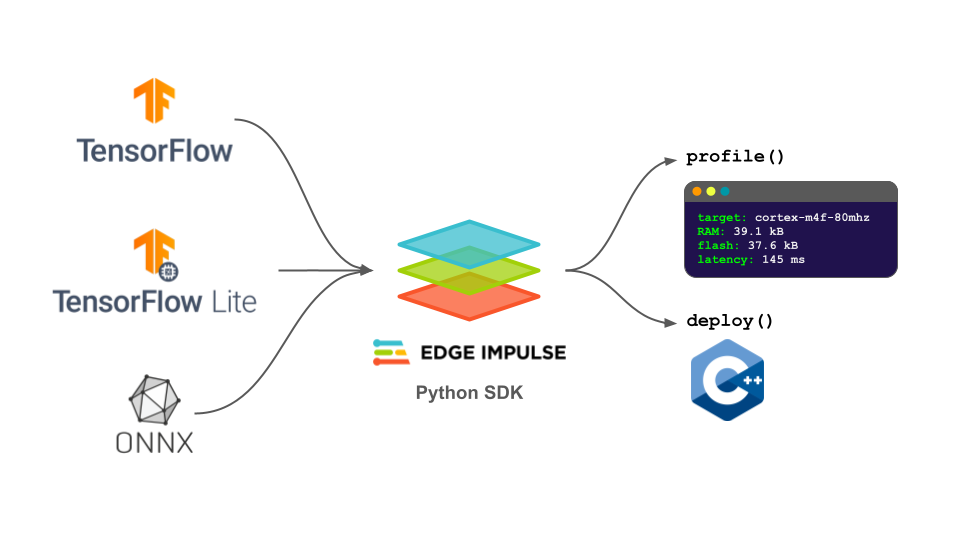 TensorFlow
TensorFlow Lite
ONNX
EDGE IMPULSE
Python SDK
profile()
target: cortex-m4f-80mhz
RAM: 39.1 kB
flash: 37.6 kB
latency: 145 ms
deploy()
C++